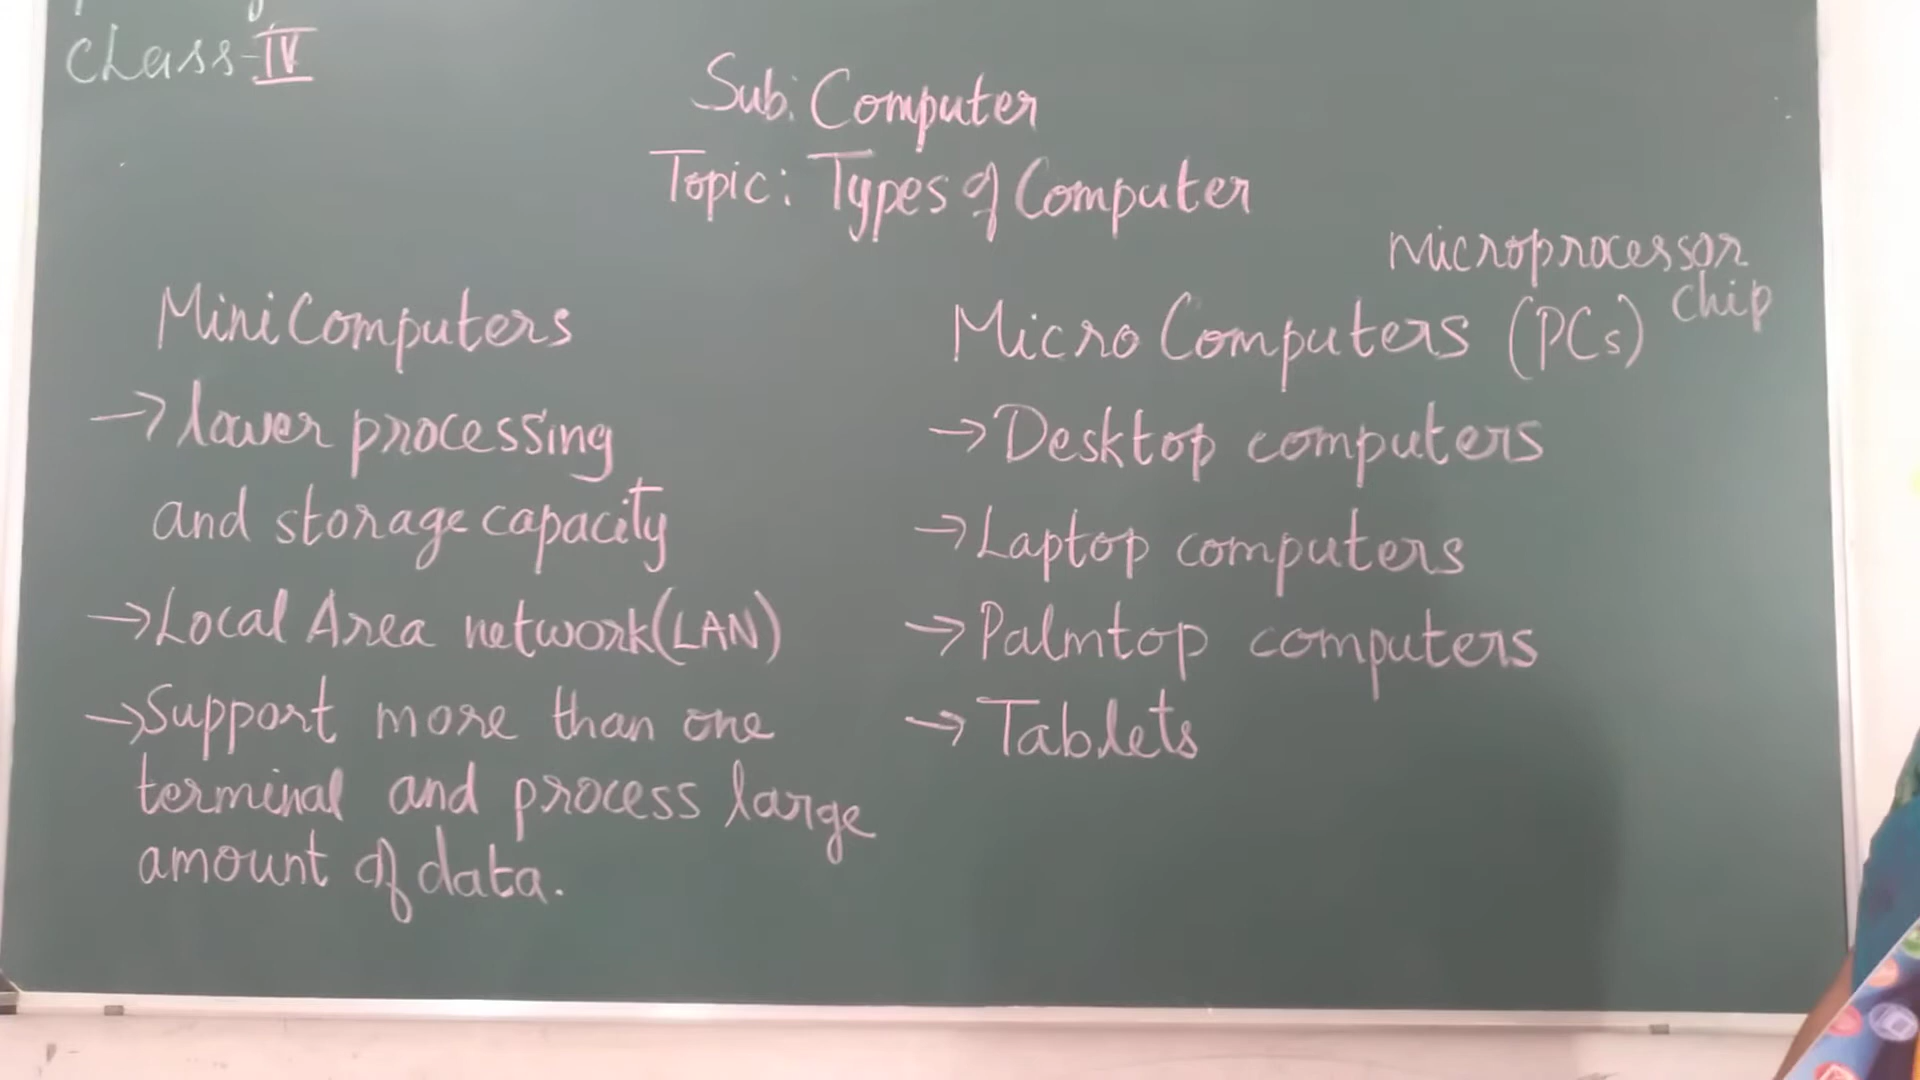 Class-IV
Sub: Computer
Topic: Types of Computer
Mini Computers
→ lower processing
and storage capacity
→ Local Area network(LAN)
→ Support more than one
terminal and process large
amount of data.
microprocessor
chip
Micro Computers (PCs)
→ Desktop computers
→ Laptop computers
→ Palmtop computers
→ Tablets